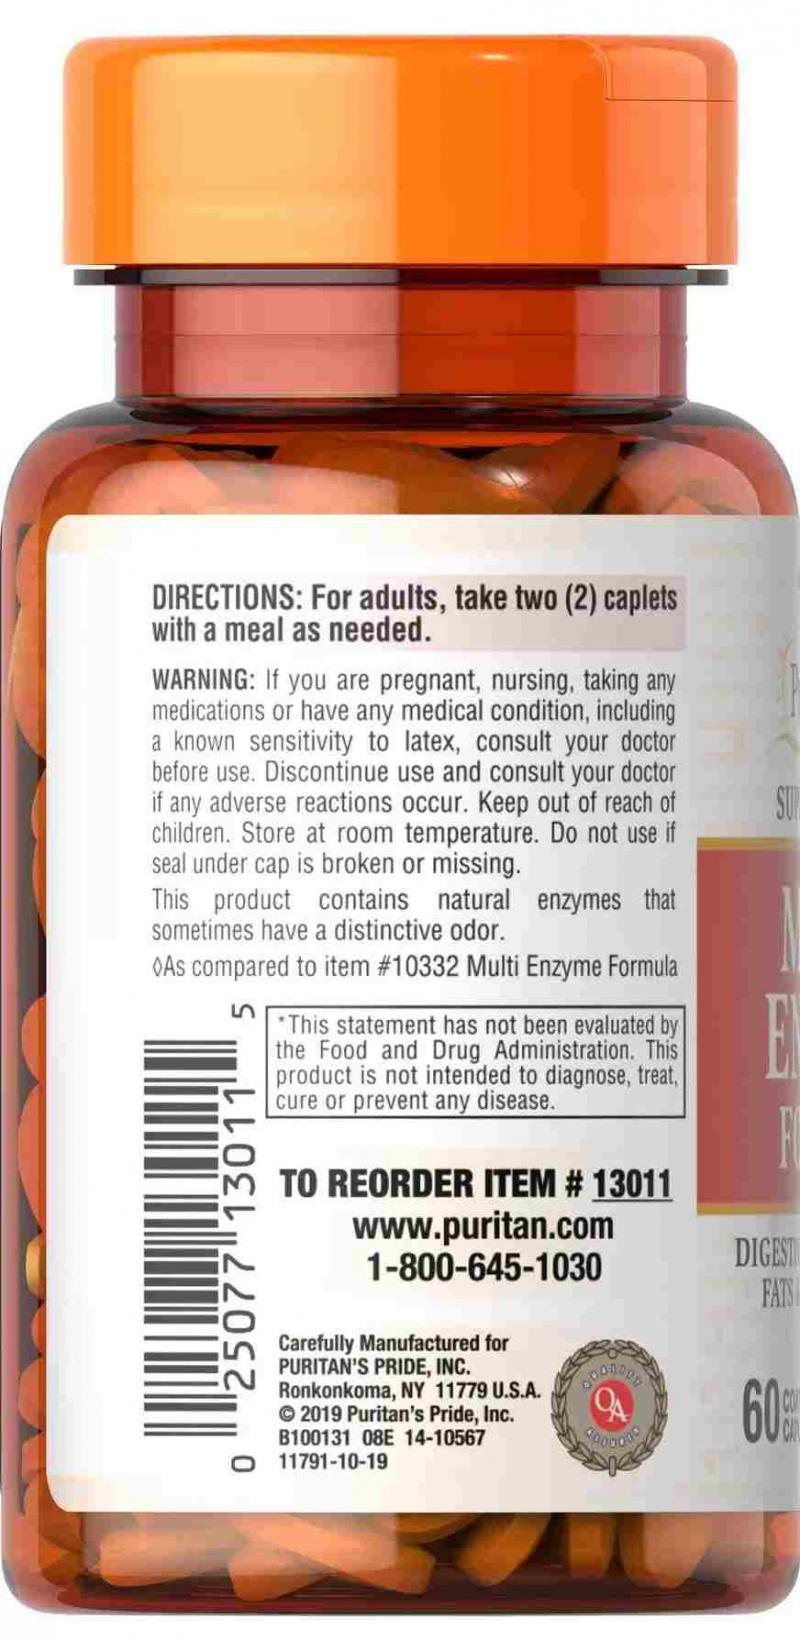 DIRECTIONS: For adults, take two (2) caplets
with a meal as needed.
WARNING: If you are pregnant, nursing, taking any
medications or have any medical condition, including
a known sensitivity to latex, consult your doctor
before use. Discontinue use and consult your doctor
if any adverse reactions occur. Keep out of reach of
children. Store at room temperature. Do not use if
seal under cap is broken or missing.
This product contains natural enzymes that
sometimes have a distinctive odor.
◊As compared to item #10332 Multi Enzyme Formula
*This statement has not been evaluated by
the Food and Drug Administration. This
product is not intended to diagnose, treat,
cure or prevent any disease.
0 25077 13011 5
TO REORDER ITEM # 13011
www.puritan.com
1-800-645-1030
Carefully Manufactured for
PURITAN'S PRIDE, INC.
Ronkonkoma, NY 11779 U.S.A.
© 2019 Puritan's Pride, Inc.
B100131 08E 14-10567
11791-10-19
QUALITY
QA
ASSURED
60